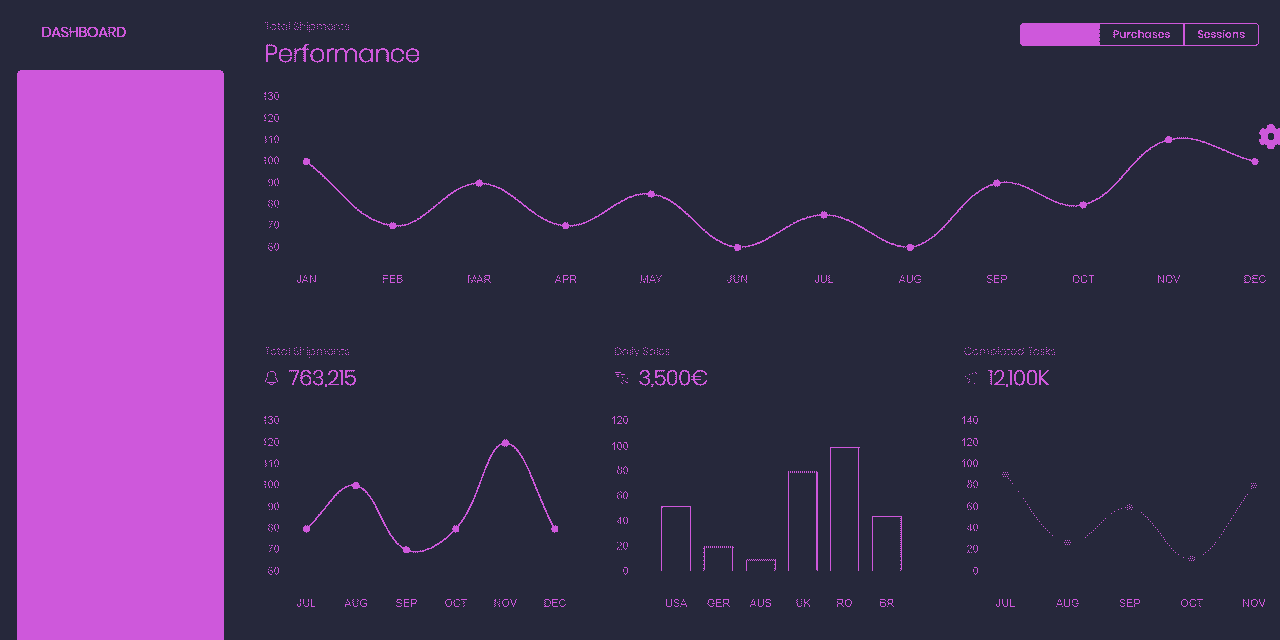 DASHBOARD
Total Shipments
Performance
Purchases
Sessions
130
120
110
100
90
80
70
60
JAN FEB MAR APR MAY JUN JUL AUG SEP OCT NOV DEC
Total Shipments
763,215
130
120
110
100
90
80
70
60
JUL AUG SEP OCT NOV DEC
Daily Sales
3,500€
120
100
80
60
40
20
0
USA GER AUS UK RO BR
Completed Tasks
12,100K
140
120
100
80
60
40
20
0
JUL AUG SEP OCT NOV